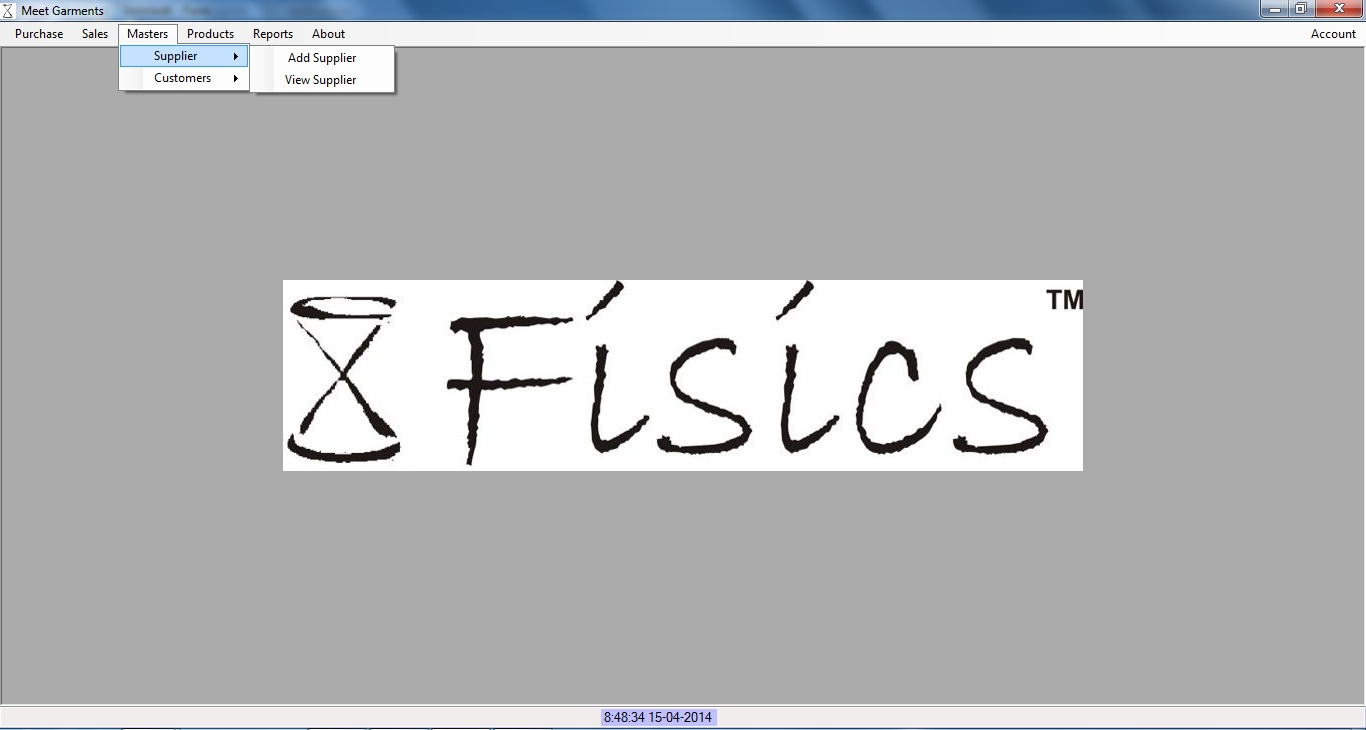 Meet Garments
Purchase Sales Masters Products Reports About Account
Supplier
Customers
Add Supplier
View Supplier
Físícs TM
8:48:34 15-04-2014